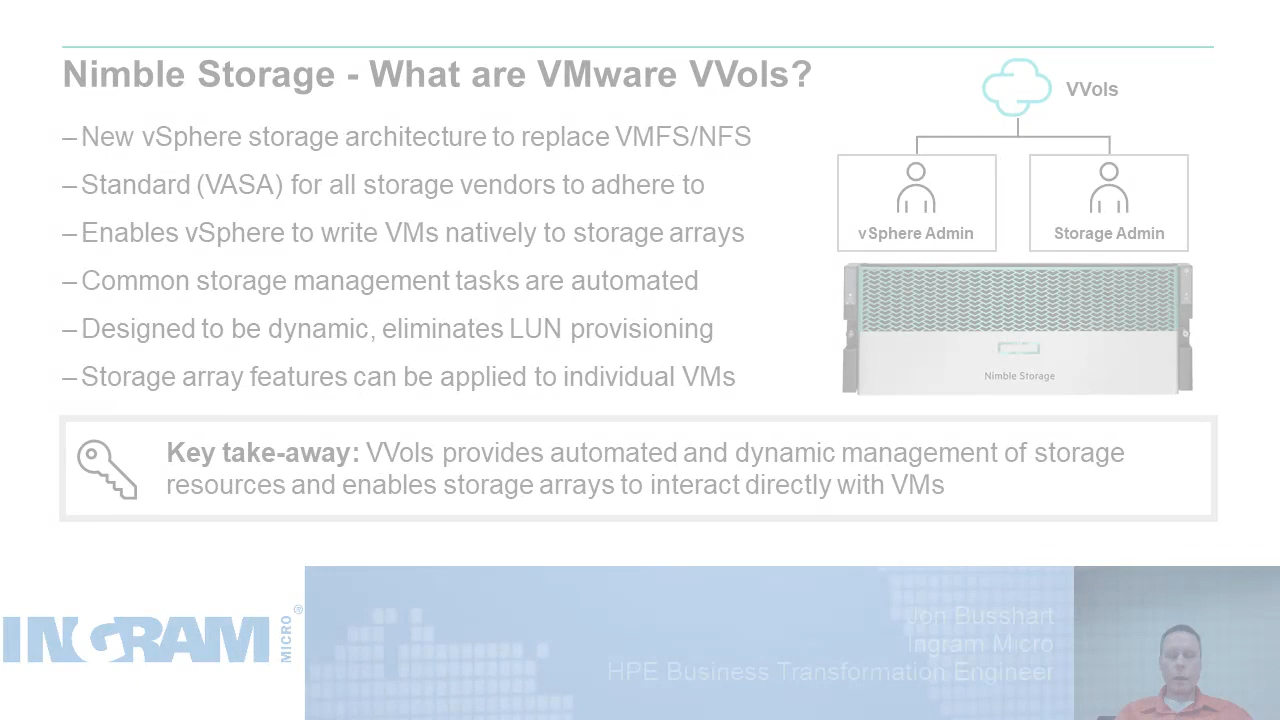 Nimble Storage - What are VMware VVols?
– New vSphere storage architecture to replace VMFS/NFS
– Standard (VASA) for all storage vendors to adhere to
– Enables vSphere to write VMs natively to storage arrays
– Common storage management tasks are automated
– Designed to be dynamic, eliminates LUN provisioning
– Storage array features can be applied to individual VMs
VVols
vSphere Admin
Storage Admin
Nimble Storage
Key take-away: VVols provides automated and dynamic management of storage
resources and enables storage arrays to interact directly with VMs
INGRAM MICRO®
Jon Busshart
Ingram Micro
HPE Business Transformation Engineer